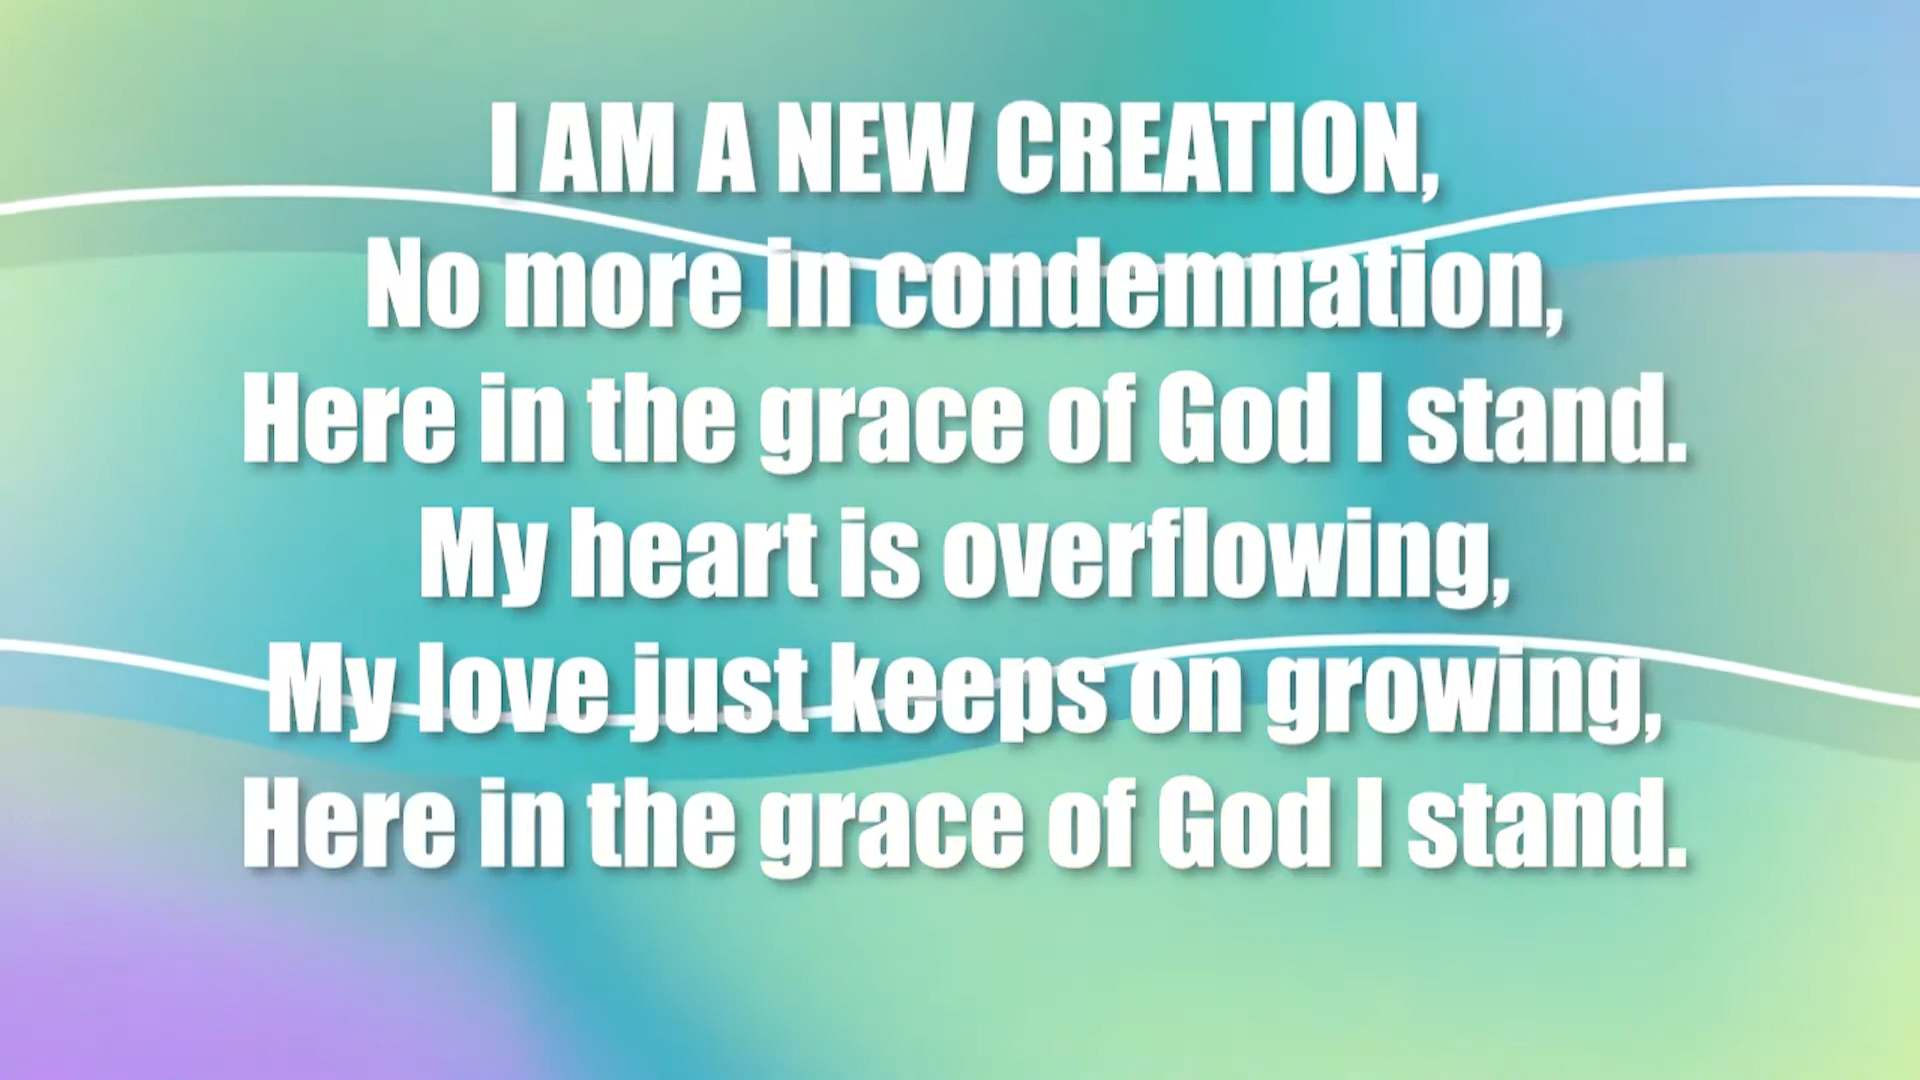 I AM A NEW CREATION,
No more in condemnation,
Here in the grace of God I stand.
My heart is overflowing,
My love just keeps on growing,
Here in the grace of God I stand.